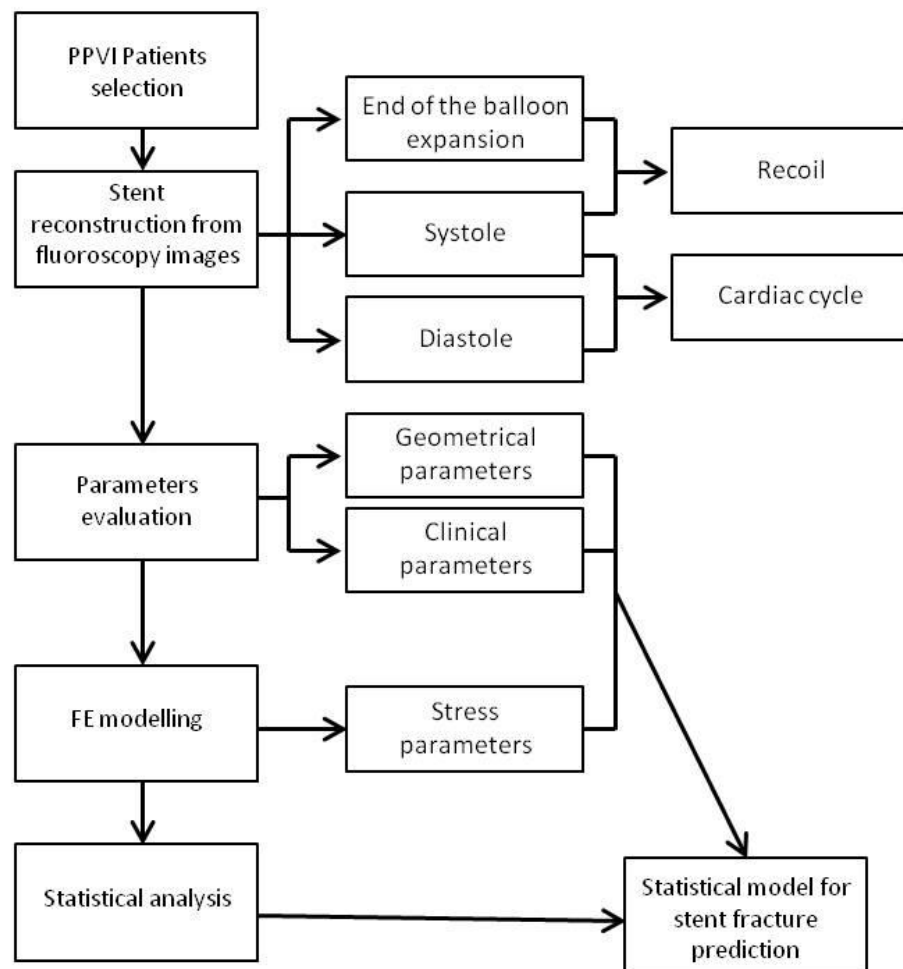 PPVI Patients
selection
End of the balloon
expansion
Recoil
Stent
reconstruction from
fluoroscopy images
Systole
Cardiac cycle
Diastole
Geometrical
parameters
Parameters
evaluation
Clinical
parameters
FE modelling
Stress
parameters
Statistical analysis
Statistical model for
stent fracture
prediction